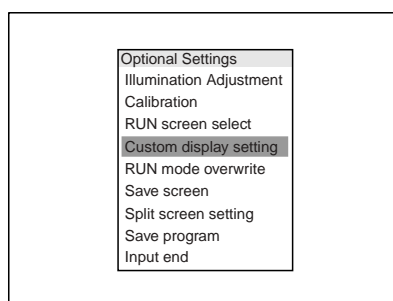 Optional Settings
Illumination Adjustment
Calibration
RUN screen select
Custom display setting
RUN mode overwrite
Save screen
Split screen setting
Save program
Input end